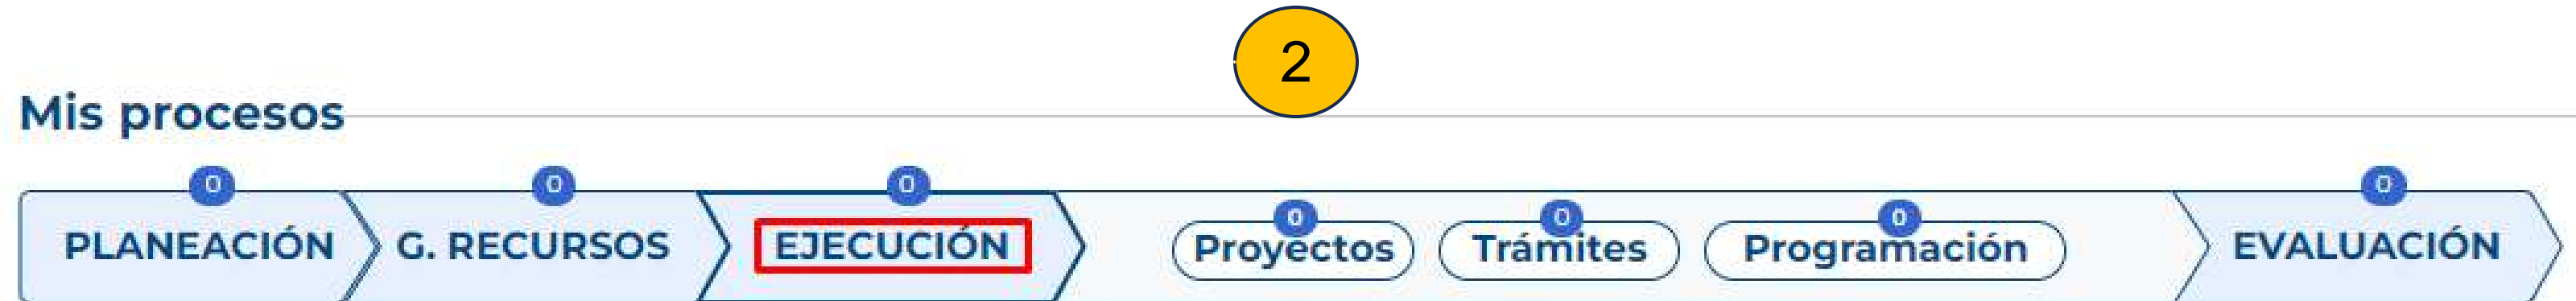 2
Mis procesos
0 0 0 0
PLANEACIÓN G. RECURSOS EJECUCIÓN EVALUACIÓN
0 0 0
Proyectos Trámites Programación